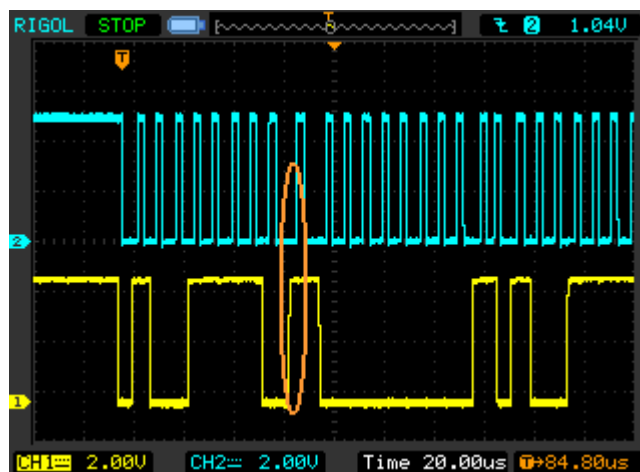 RIGOL STOP T T 2 1.04V
T
2
1
CH1 2.00V CH2 2.00V Time 20.00us T→84.80us